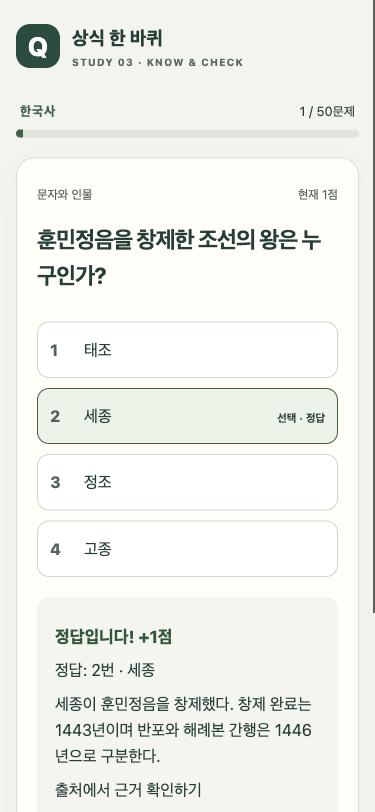 Q
상식 한 바퀴
STUDY 03 · KNOW & CHECK
한국사
1 / 50문제
문자와 인물
현재 1점
훈민정음을 창제한 조선의 왕은 누
구인가?
1 태조
2 세종 선택 · 정답
3 정조
4 고종
정답입니다! +1점
정답: 2번 · 세종
세종이 훈민정음을 창제했다. 창제 완료는
1443년이며 반포와 해례본 간행은 1446
년으로 구분한다.
출처에서 근거 확인하기